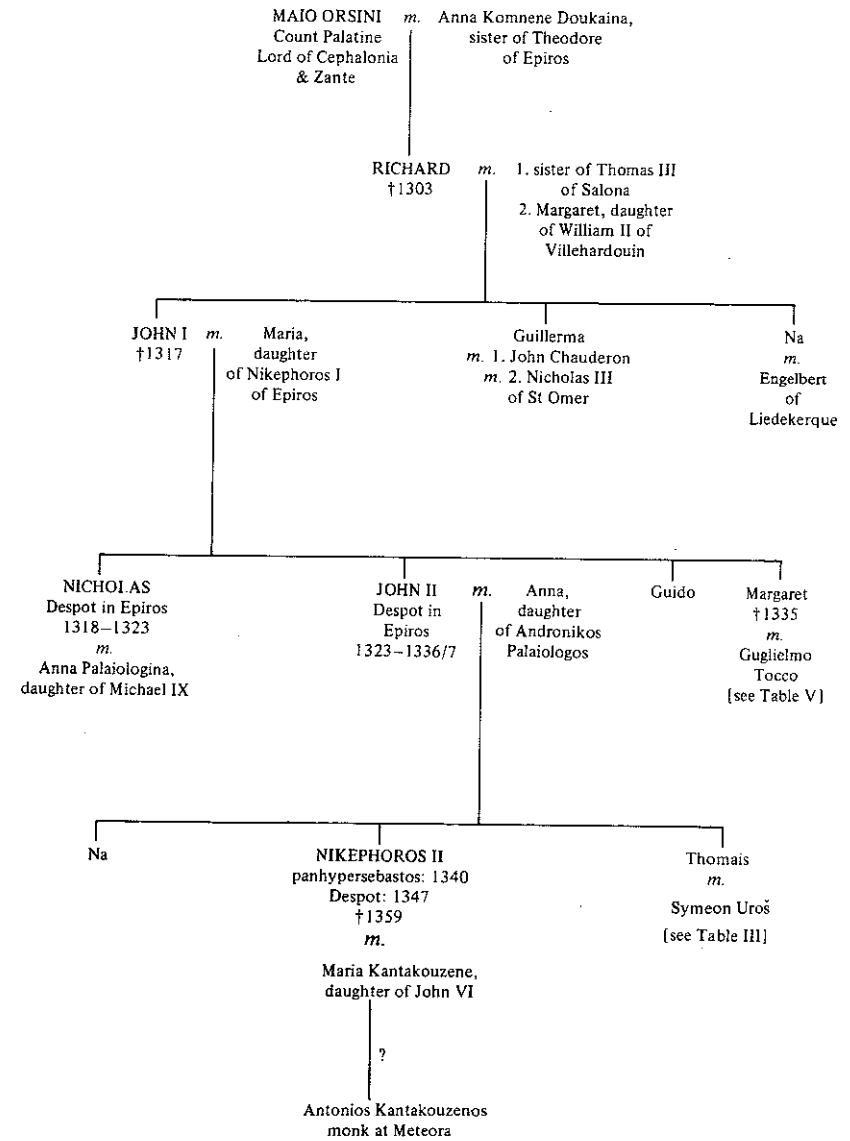 MAIO ORSINI m. Anna Komnene Doukaina,
Count Palatine sister of Theodore
Lord of Cephalonia of Epiros
& Zante
RICHARD m. 1. sister of Thomas III
†1303 of Salona
2. Margaret, daughter
of William II of
Villehardouin
JOHN I m. Maria,
†1317 daughter
of Nikephoros I
of Epiros
Guillerma
m. 1. John Chauderon
m. 2. Nicholas III
of St Omer
Na
m.
Engelbert
of
Liedekerque
NICHOLAS
Despot in Epiros
1318–1323
m.
Anna Palaiologina,
daughter of Michael IX
JOHN II m. Anna,
Despot in daughter
Epiros of Andronikos
1323–1336/7 Palaiologos
Guido
Margaret
†1335
m.
Guglielmo
Tocco
[see Table V]
Na
NIKEPHOROS II
panhypersebastos: 1340
Despot: 1347
†1359
m.
Maria Kantakouzene,
daughter of John VI
Thomais
m.
Symeon Uroš
[see Table III]
?
Antonios Kantakouzenos
monk at Meteora